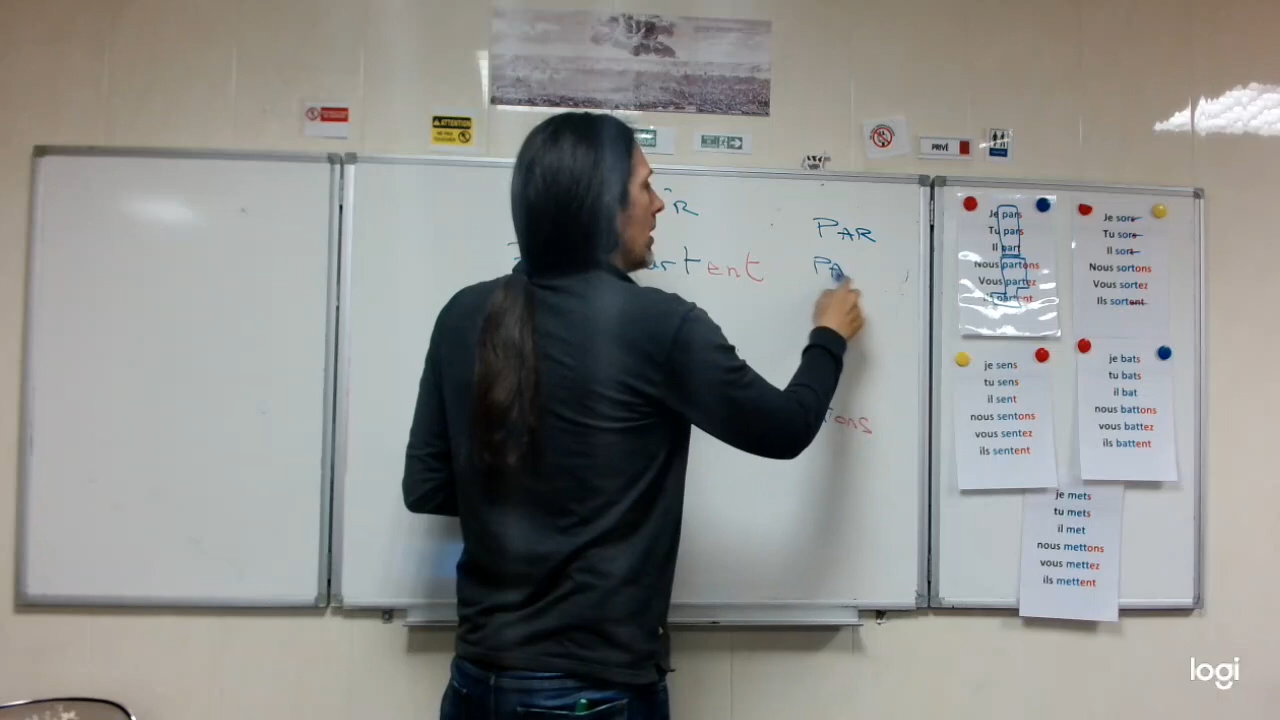 ATTENTION
PRIVÉ
R
artent
PAR
PA
ons
Je pars
Tu pars
Il part
Nous partons
Vous partez
Ils partent
Je sors
Tu sors
Il sort
Nous sortons
Vous sortez
Ils sortent
je sens
tu sens
il sent
nous sentons
vous sentez
ils sentent
je bats
tu bats
il bat
nous battons
vous battez
ils battent
je mets
tu mets
il met
nous mettons
vous mettez
ils mettent
logi